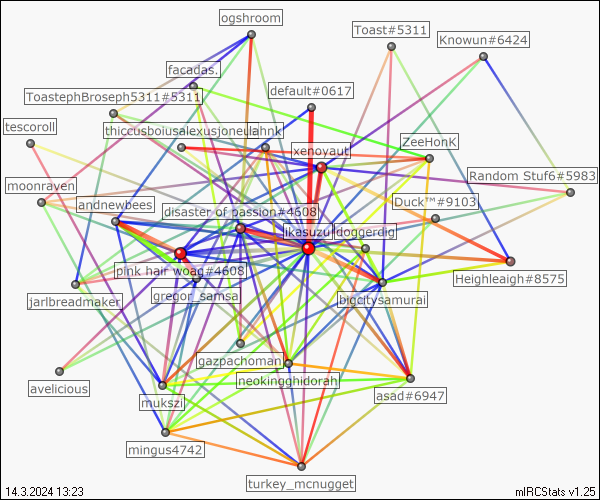 ogshroom
Toast#5311
Knowun#6424
facadas.
default#0617
ToastephBroseph5311#5311
tescoroll
thiccusboiusalexusjoneulahnk
ZeeHonk
xenoyaut
Random Stuf6#5983
moonraven
Duck™#9103
andnewbees
disaster of passion#4608
likasuzu
doggerdig
pink hair woag#4608
Heighleaigh#8575
gregor_samsa
jarlbreadmaker
bigcitysamurai
gazpachoman
neokingghidorah
avelicious
asad#6947
mukszi
mingus4742
turkey_mcnugget
14.3.2024 13:23
mIRCStats v1.25